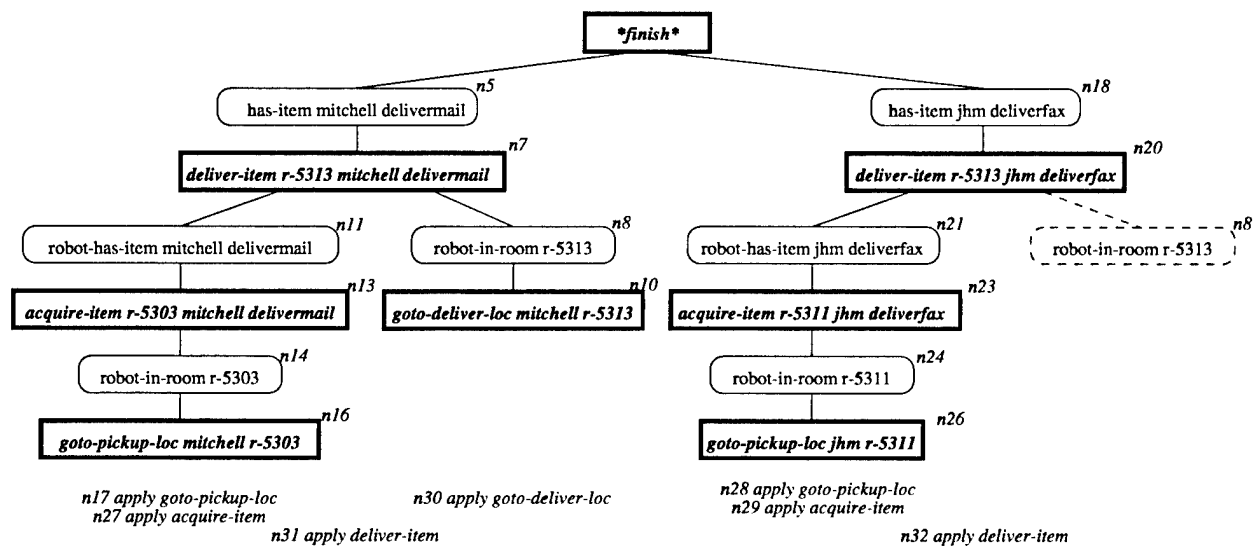 *finish*
n5
has-item mitchell delivermail
n18
has-item jhm deliverfax
n7
deliver-item r-5313 mitchell delivermail
n20
deliver-item r-5313 jhm deliverfax
n11
robot-has-item mitchell delivermail
n8
robot-in-room r-5313
n21
robot-has-item jhm deliverfax
n8
robot-in-room r-5313
n13
acquire-item r-5303 mitchell delivermail
n10
goto-deliver-loc mitchell r-5313
n23
acquire-item r-5311 jhm deliverfax
n14
robot-in-room r-5303
n24
robot-in-room r-5311
n16
goto-pickup-loc mitchell r-5303
n26
goto-pickup-loc jhm r-5311
n17 apply goto-pickup-loc
n30 apply goto-deliver-loc
n28 apply goto-pickup-loc
n27 apply acquire-item
n29 apply acquire-item
n31 apply deliver-item
n32 apply deliver-item